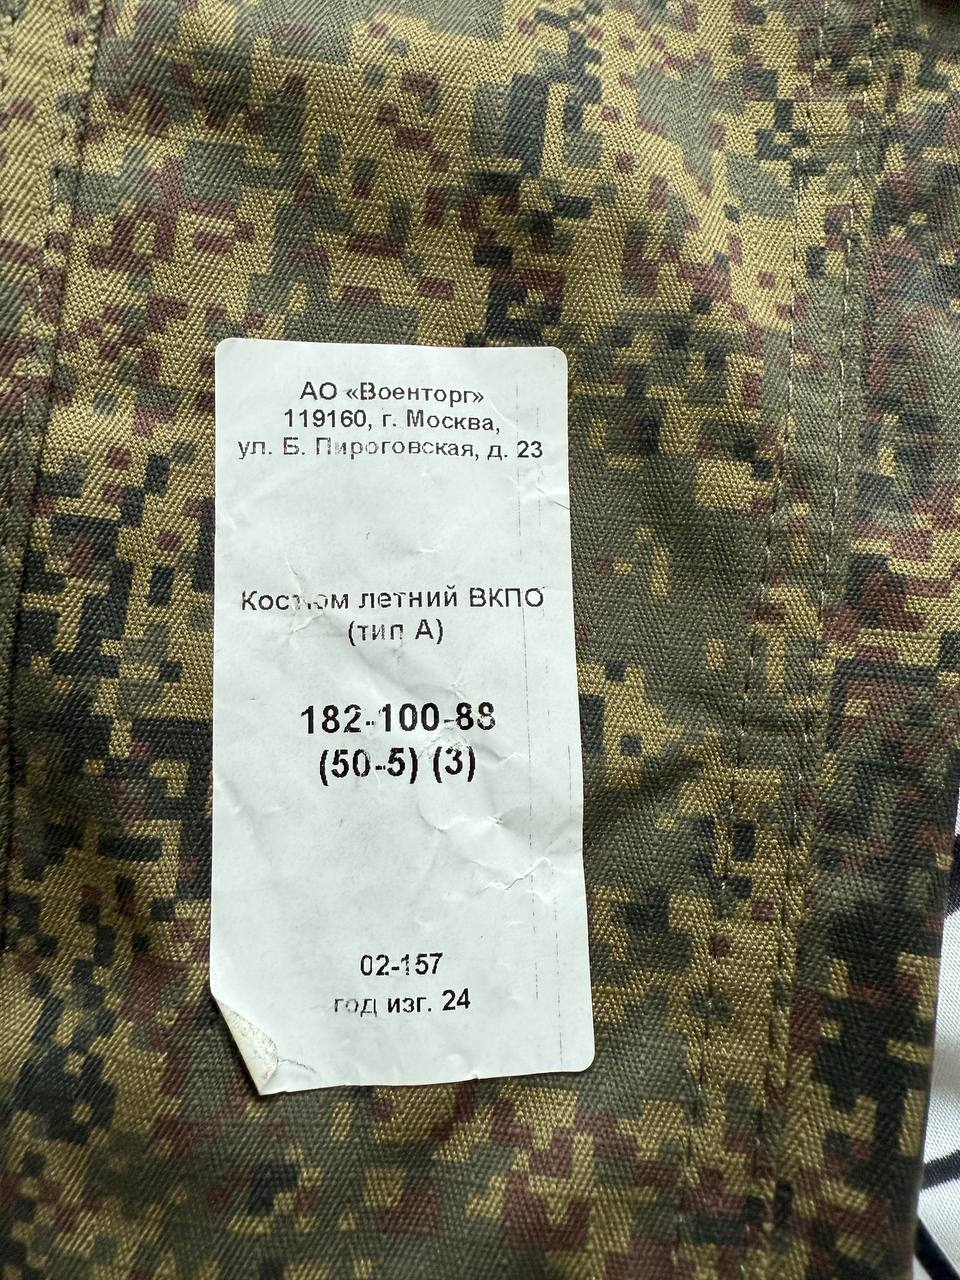 АО «Военторг»
119160, г. Москва,
ул. Б. Пироговская, д. 23
Костюм летний ВКПО
(тип А)
182-100-88
(50-5) (3)
02-157
год изг. 24